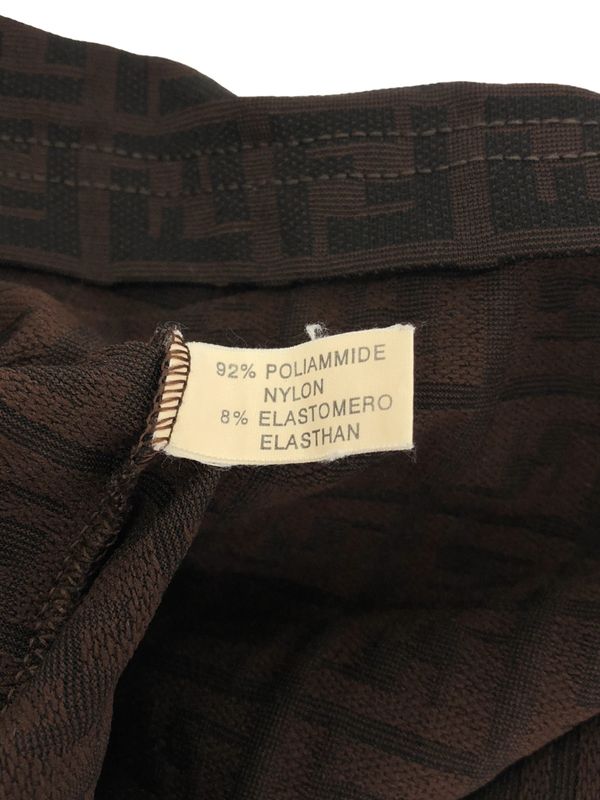 92% POLIAMMIDE
NYLON
8% ELASTOMERO
ELASTHAN